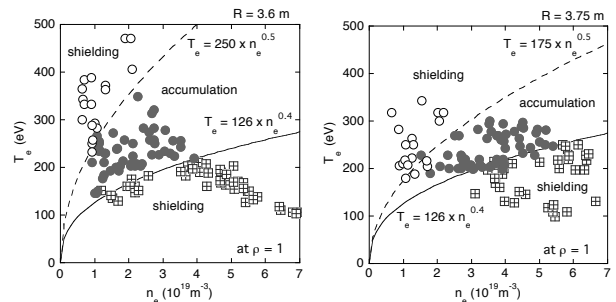 R = 3.6 m
500
400
300
200
100
0
T_e (eV)
shielding
T_e = 250 x n_e^0.5
accumulation
T_e = 126 x n_e^0.4
shielding
at ρ = 1
0 1 2 3 4 5 6 7
n_e (10^19 m^-3)
R = 3.75 m
500
400
300
200
100
0
T_e (eV)
shielding
T_e = 175 x n_e^0.5
accumulation
shielding
T_e = 126 x n_e^0.4
at ρ = 1
0 1 2 3 4 5 6 7
n_e (10^19 m^-3)